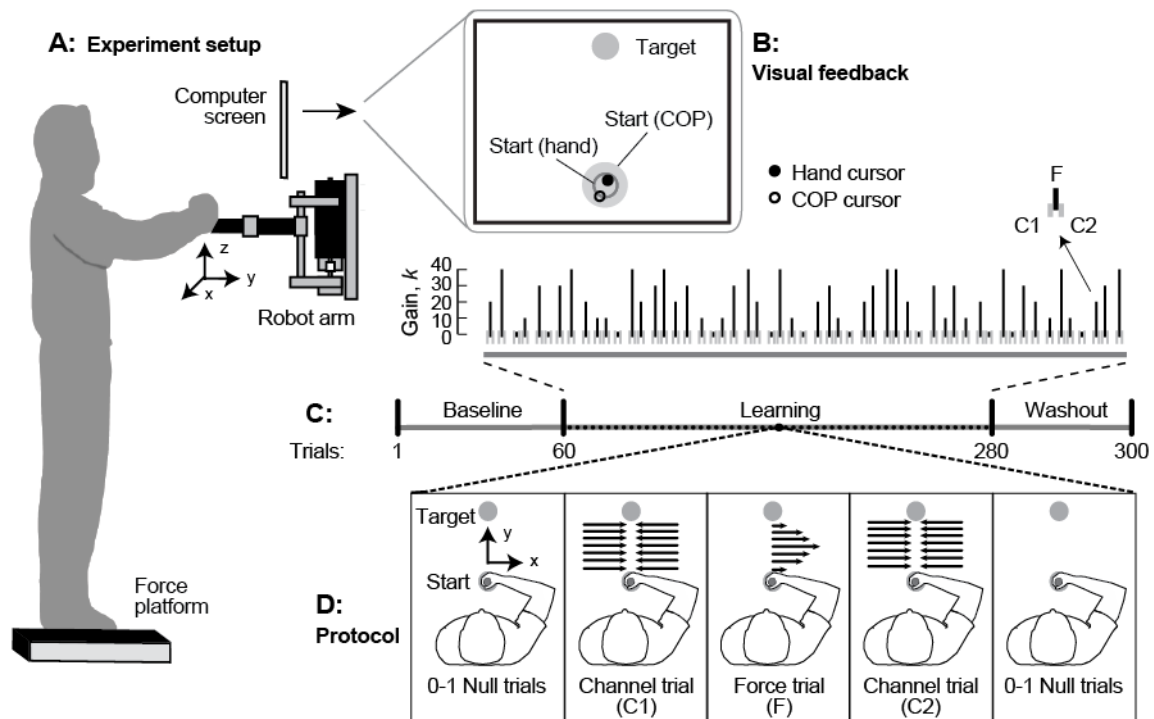 A: Experiment setup
Computer
screen
z
y
x
Robot arm
Force
platform
Target
Start (COP)
Start (hand)
B:
Visual feedback
Hand cursor
COP cursor
F
C1 C2
Gain, k
40
30
20
10
0
C:
Baseline Learning Washout
Trials: 1 60 280 300
D:
Protocol
Target
y
x
Start
0-1 Null trials
Channel trial
(C1)
Force trial
(F)
Channel trial
(C2)
0-1 Null trials